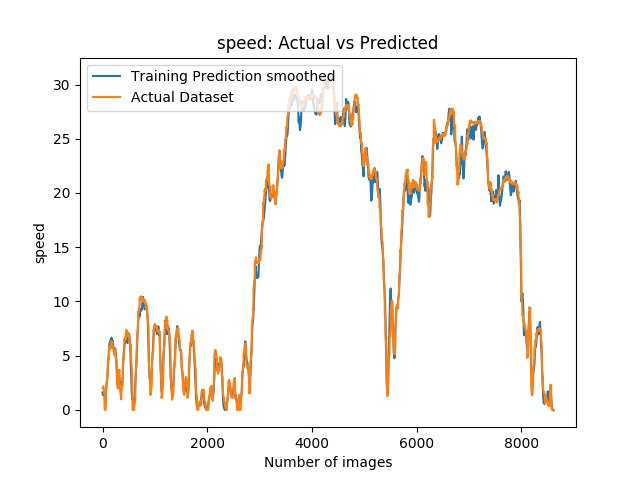 speed: Actual vs Predicted
Training Prediction smoothed
Actual Dataset
speed
30
25
20
15
10
5
0
0 2000 4000 6000 8000
Number of images